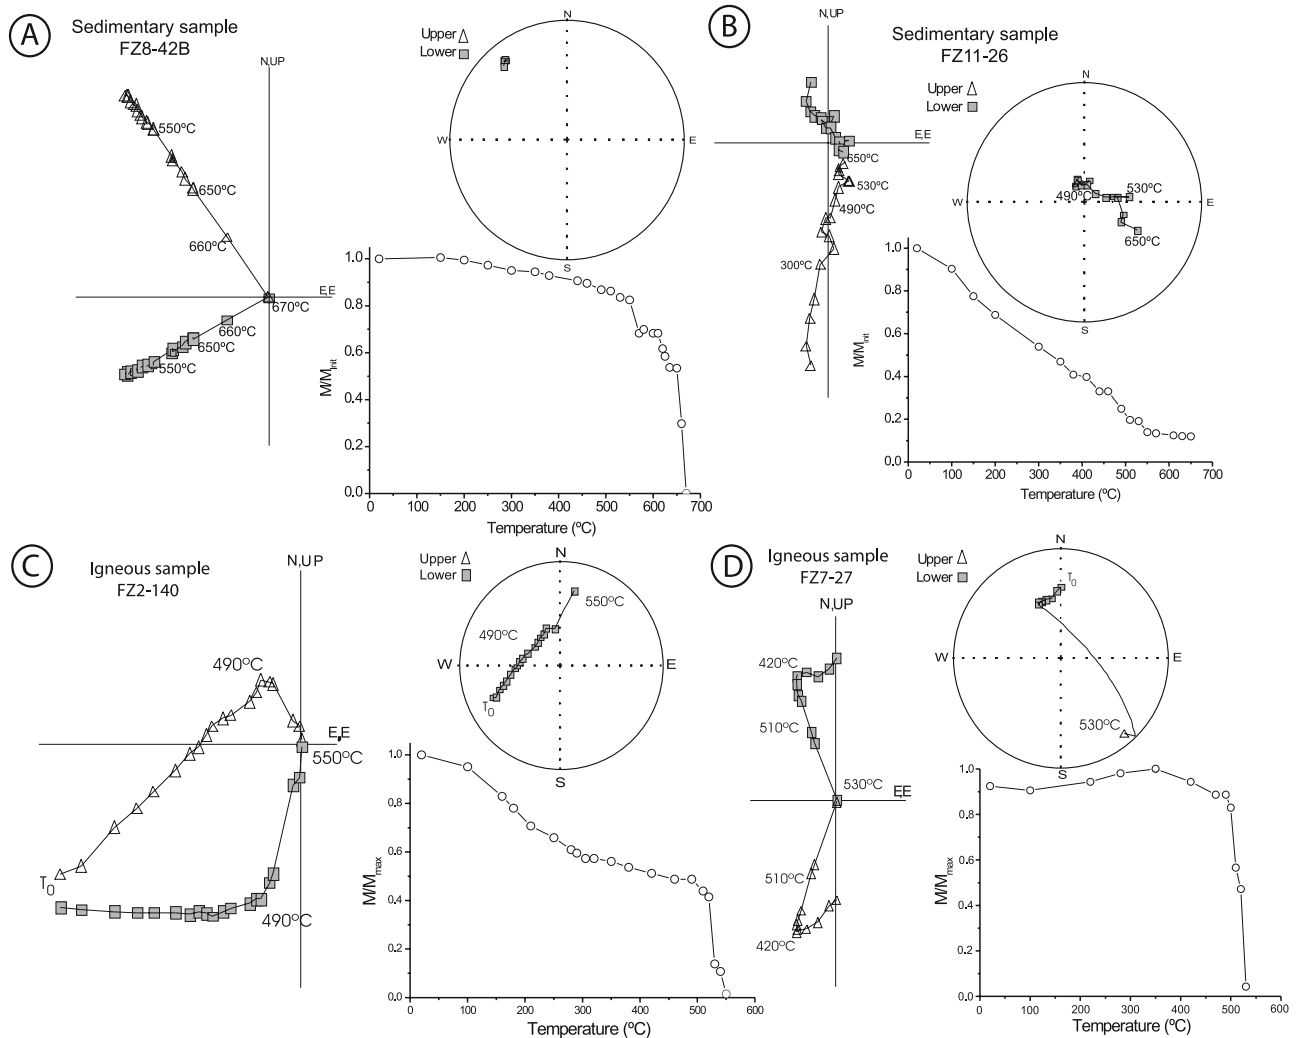 A
Sedimentary sample
FZ8-42B
N,UP
550ºC
650ºC
660ºC
E,E
670ºC
660ºC
650ºC
550ºC
Upper
Lower
N
W
E
S
M/Minit
1.0
0.8
0.6
0.4
0.2
0.0
0 100 200 300 400 500 600 700
Temperature (ºC)
B
Sedimentary sample
FZ11-26
N,UP
E,E
650ºC
530ºC
490ºC
300ºC
Upper
Lower
N
W
E
S
490ºC
530ºC
650ºC
M/Minit
1.0
0.8
0.6
0.4
0.2
0.0
0 100 200 300 400 500 600 700
Temperature (ºC)
C
Igneous sample
FZ2-140
N,UP
490ºC
E,E
550ºC
T0
490ºC
Upper
Lower
N
W
E
S
550ºC
490ºC
T0
M/Mmax
1.0
0.8
0.6
0.4
0.2
0.0
0 100 200 300 400 500 600
Temperature (ºC)
D
Igneous sample
FZ7-27
N,UP
420ºC
510ºC
530ºC
E,E
510ºC
420ºC
Upper
Lower
N
W
E
S
T0
530ºC
M/Mmax
1.0
0.8
0.6
0.4
0.2
0.0
0 100 200 300 400 500 600
Temperature (ºC)